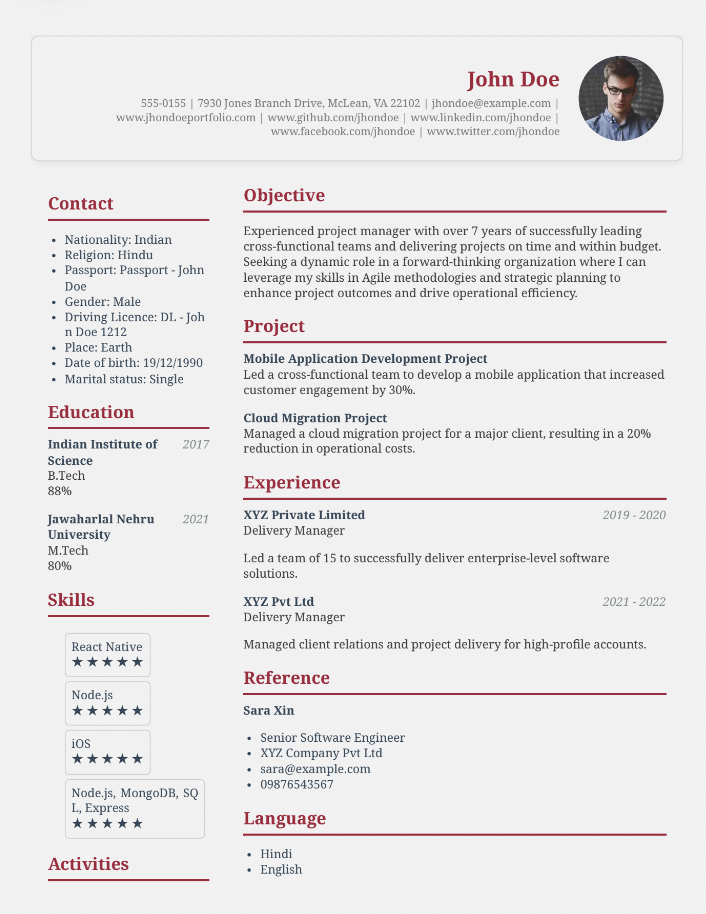 John Doe
555-0155 | 7930 Jones Branch Drive, McLean, VA 22102 | jhondoe@example.com |
www.jhondoeportfolio.com | www.github.com/jhondoe | www.linkedin.com/jhondoe |
www.facebook.com/jhondoe | www.twitter.com/jhondoe
Contact
• Nationality: Indian
• Religion: Hindu
• Passport: Passport - John
Doe
• Gender: Male
• Driving Licence: DL - Joh
n Doe 1212
• Place: Earth
• Date of birth: 19/12/1990
• Marital status: Single
Education
Indian Institute of 2017
Science
B.Tech
88%
Jawaharlal Nehru 2021
University
M.Tech
80%
Skills
React Native
★★★★★
Node.js
★★★★★
iOS
★★★★★
Node.js, MongoDB, SQ
L, Express
★★★★★
Activities
Objective
Experienced project manager with over 7 years of successfully leading
cross-functional teams and delivering projects on time and within budget.
Seeking a dynamic role in a forward-thinking organization where I can
leverage my skills in Agile methodologies and strategic planning to
enhance project outcomes and drive operational efficiency.
Project
Mobile Application Development Project
Led a cross-functional team to develop a mobile application that increased
customer engagement by 30%.
Cloud Migration Project
Managed a cloud migration project for a major client, resulting in a 20%
reduction in operational costs.
Experience
XYZ Private Limited 2019 - 2020
Delivery Manager
Led a team of 15 to successfully deliver enterprise-level software
solutions.
XYZ Pvt Ltd 2021 - 2022
Delivery Manager
Managed client relations and project delivery for high-profile accounts.
Reference
Sara Xin
• Senior Software Engineer
• XYZ Company Pvt Ltd
• sara@example.com
• 09876543567
Language
• Hindi
• English